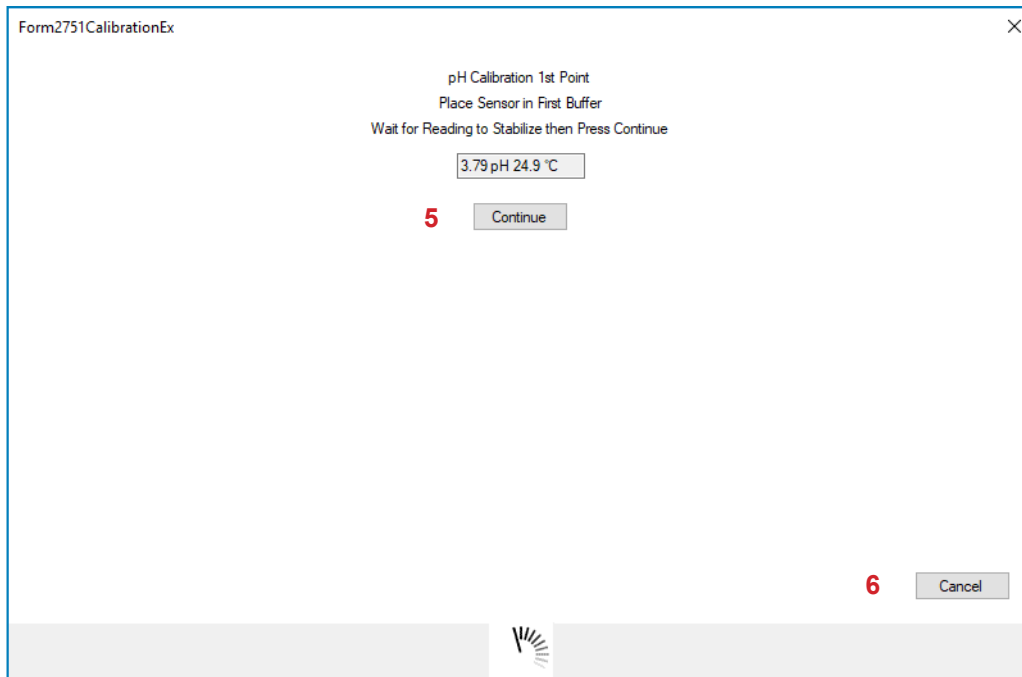 Form2751CalibrationEx
pH Calibration 1st Point
Place Sensor in First Buffer
Wait for Reading to Stabilize then Press Continue
3.79 pH 24.9 °C
5 Continue
6 Cancel